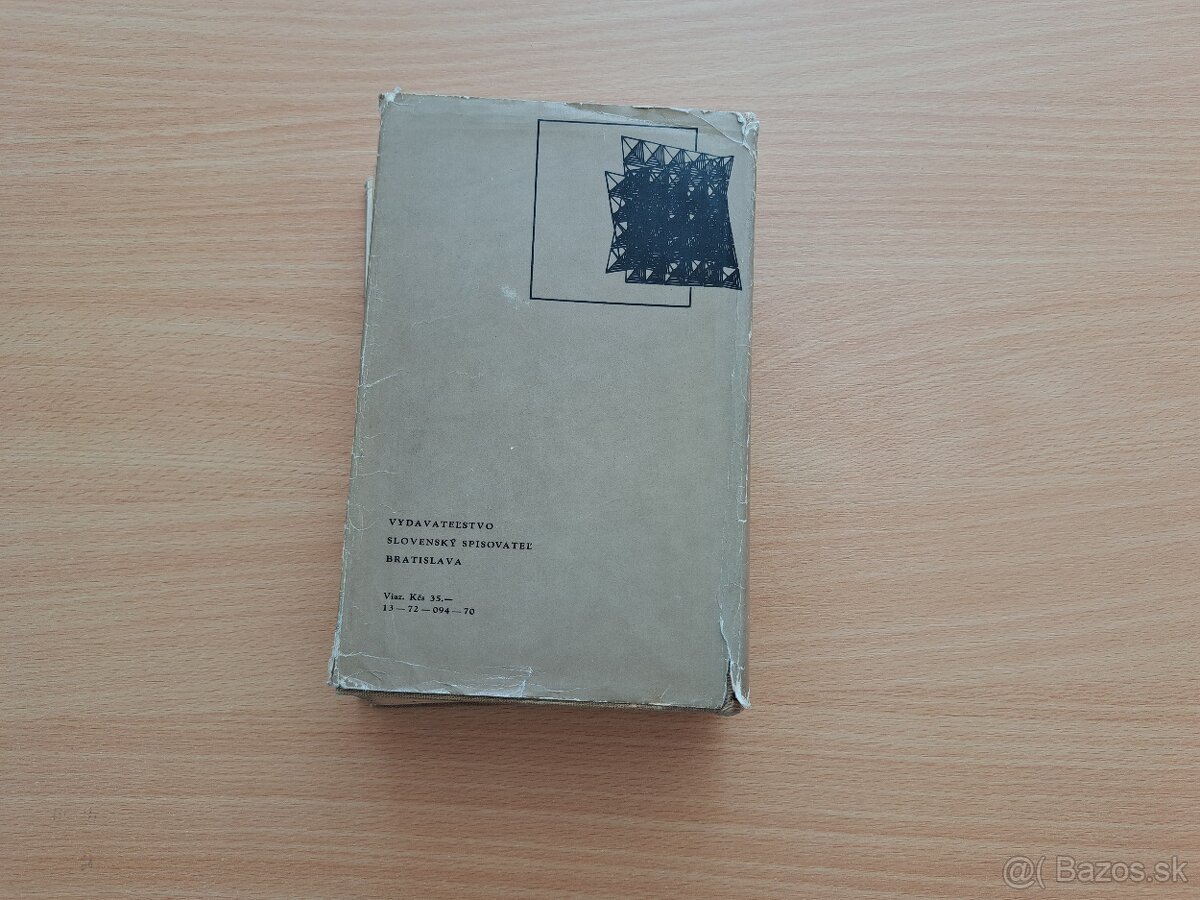 VYDAVATEĽSTVO
SLOVENSKÝ SPISOVATEĽ
BRATISLAVA
Viaz. Kčs 35.—
13—72—094—70
@( Bazos.sk